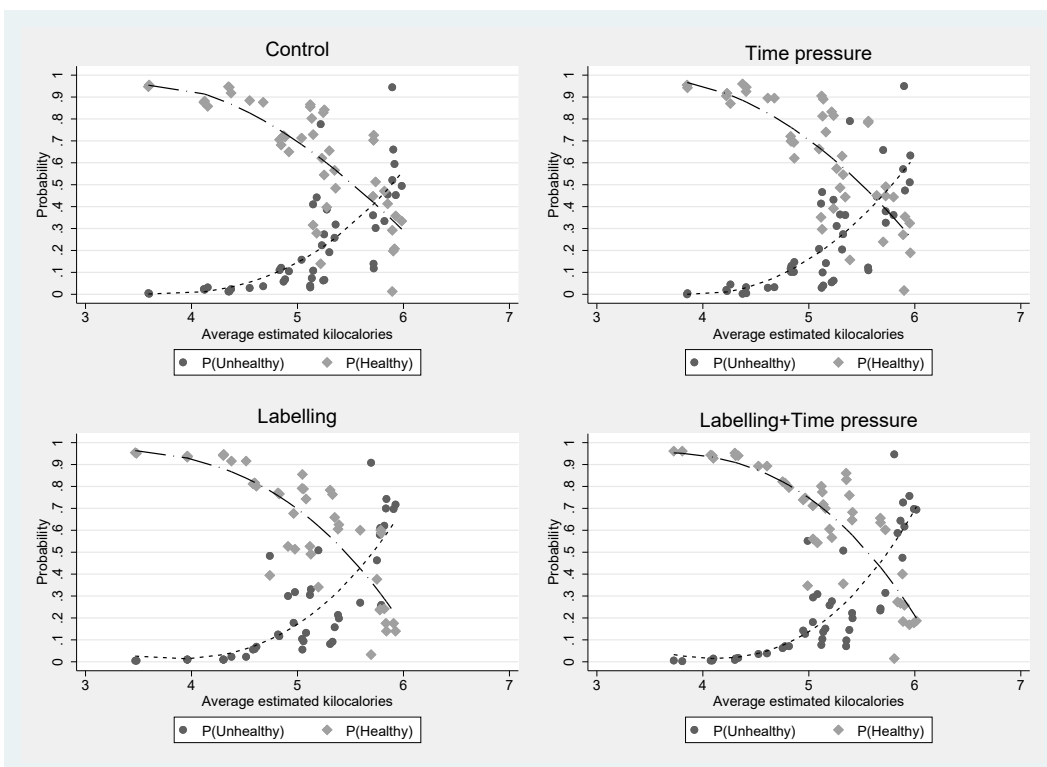 Control
Probability
1
.9
.8
.7
.6
.5
.4
.3
.2
.1
0
3 4 5 6 7
Average estimated kilocalories
P(Unhealthy) P(Healthy)
Time pressure
Probability
1
.9
.8
.7
.6
.5
.4
.3
.2
.1
0
3 4 5 6 7
Average estimated kilocalories
P(Unhealthy) P(Healthy)
Labelling
Probability
1
.9
.8
.7
.6
.5
.4
.3
.2
.1
0
3 4 5 6 7
Average estimated kilocalories
P(Unhealthy) P(Healthy)
Labelling+Time pressure
Probability
1
.9
.8
.7
.6
.5
.4
.3
.2
.1
0
3 4 5 6 7
Average estimated kilocalories
P(Unhealthy) P(Healthy)